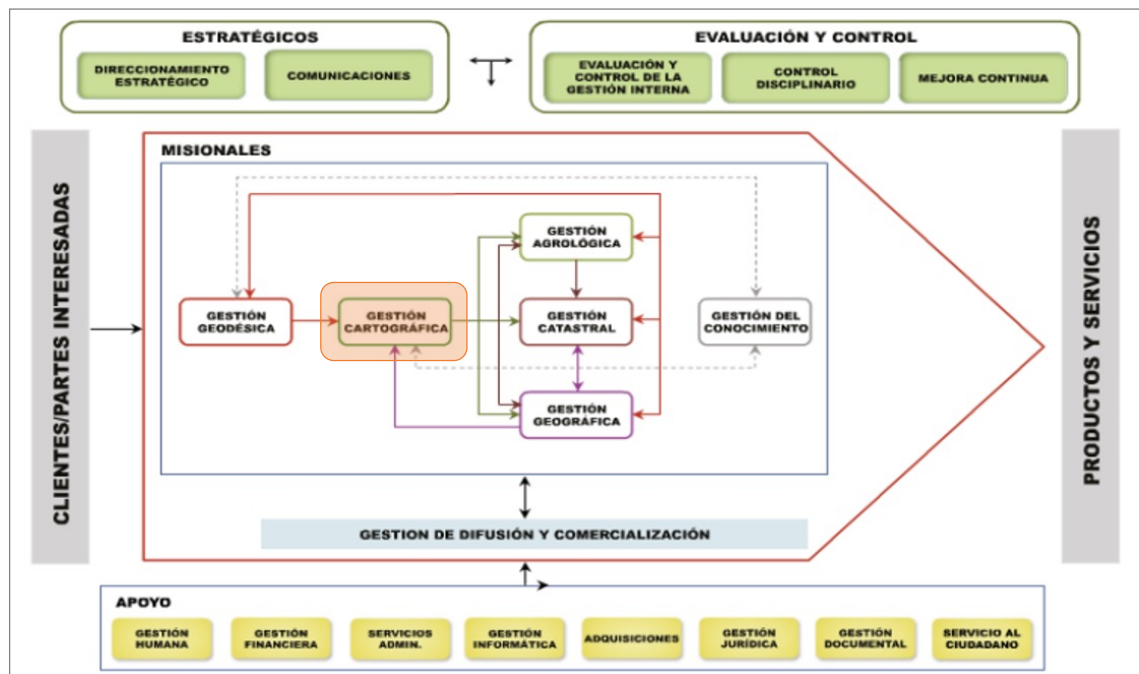 ESTRATÉGICOS
DIRECCIONAMIENTO
ESTRATÉGICO
COMUNICACIONES
EVALUACIÓN Y CONTROL
EVALUACIÓN Y
CONTROL DE LA
GESTIÓN INTERNA
CONTROL
DISCIPLINARIO
MEJORA CONTINUA
CLIENTES/PARTES INTERESADAS
MISIONALES
GESTIÓN
AGROLÓGICA
GESTIÓN
GEODÉSICA
GESTIÓN
CARTOGRÁFICA
GESTIÓN
CATASTRAL
GESTIÓN DEL
CONOCIMIENTO
GESTIÓN
GEOGRÁFICA
GESTION DE DIFUSIÓN Y COMERCIALIZACIÓN
PRODUCTOS Y SERVICIOS
APOYO
GESTIÓN
HUMANA
GESTIÓN
FINANCIERA
SERVICIOS
ADMIN.
GESTIÓN
INFORMÁTICA
ADQUISICIONES
GESTIÓN
JURÍDICA
GESTIÓN
DOCUMENTAL
SERVICIO AL
CIUDADANO